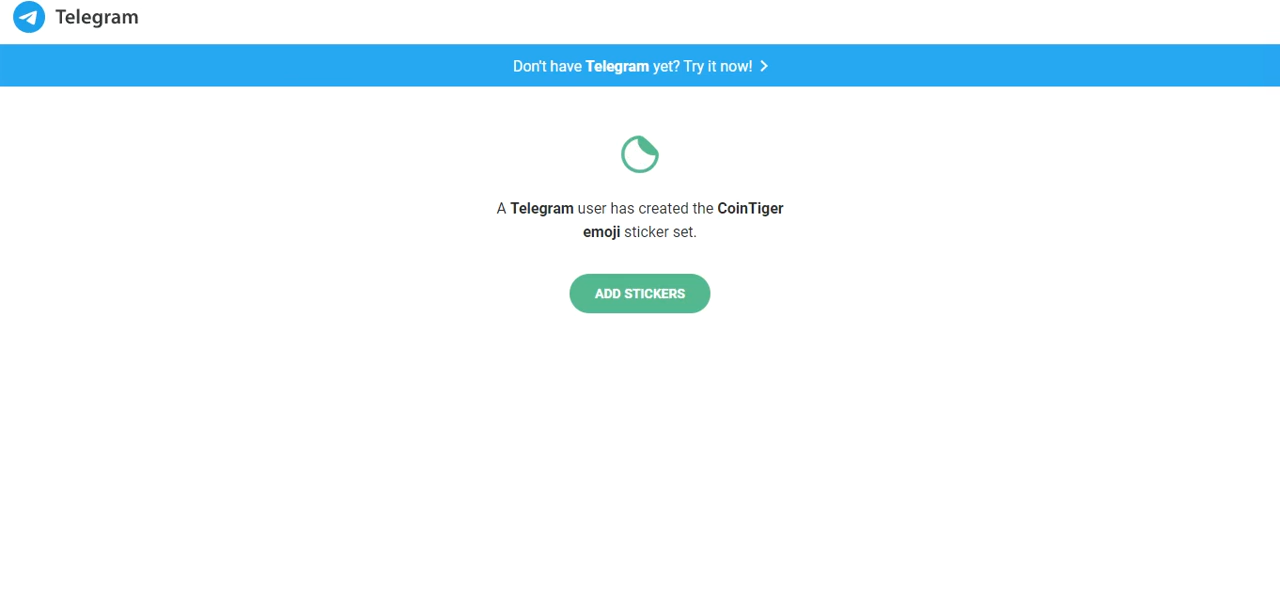 Telegram
Don't have Telegram yet? Try it now!
A Telegram user has created the CoinTiger
emoji sticker set.
ADD STICKERS